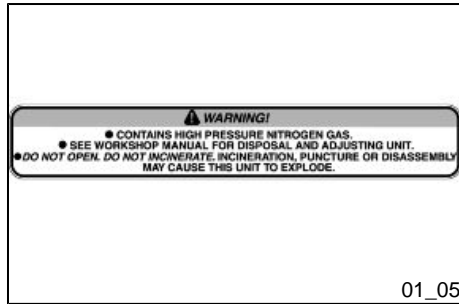 WARNING!
● CONTAINS HIGH PRESSURE NITROGEN GAS.
● SEE WORKSHOP MANUAL FOR DISPOSAL AND ADJUSTING UNIT.
● DO NOT OPEN. DO NOT INCINERATE. INCINERATION, PUNCTURE OR DISASSEMBLY
MAY CAUSE THIS UNIT TO EXPLODE.
01_05